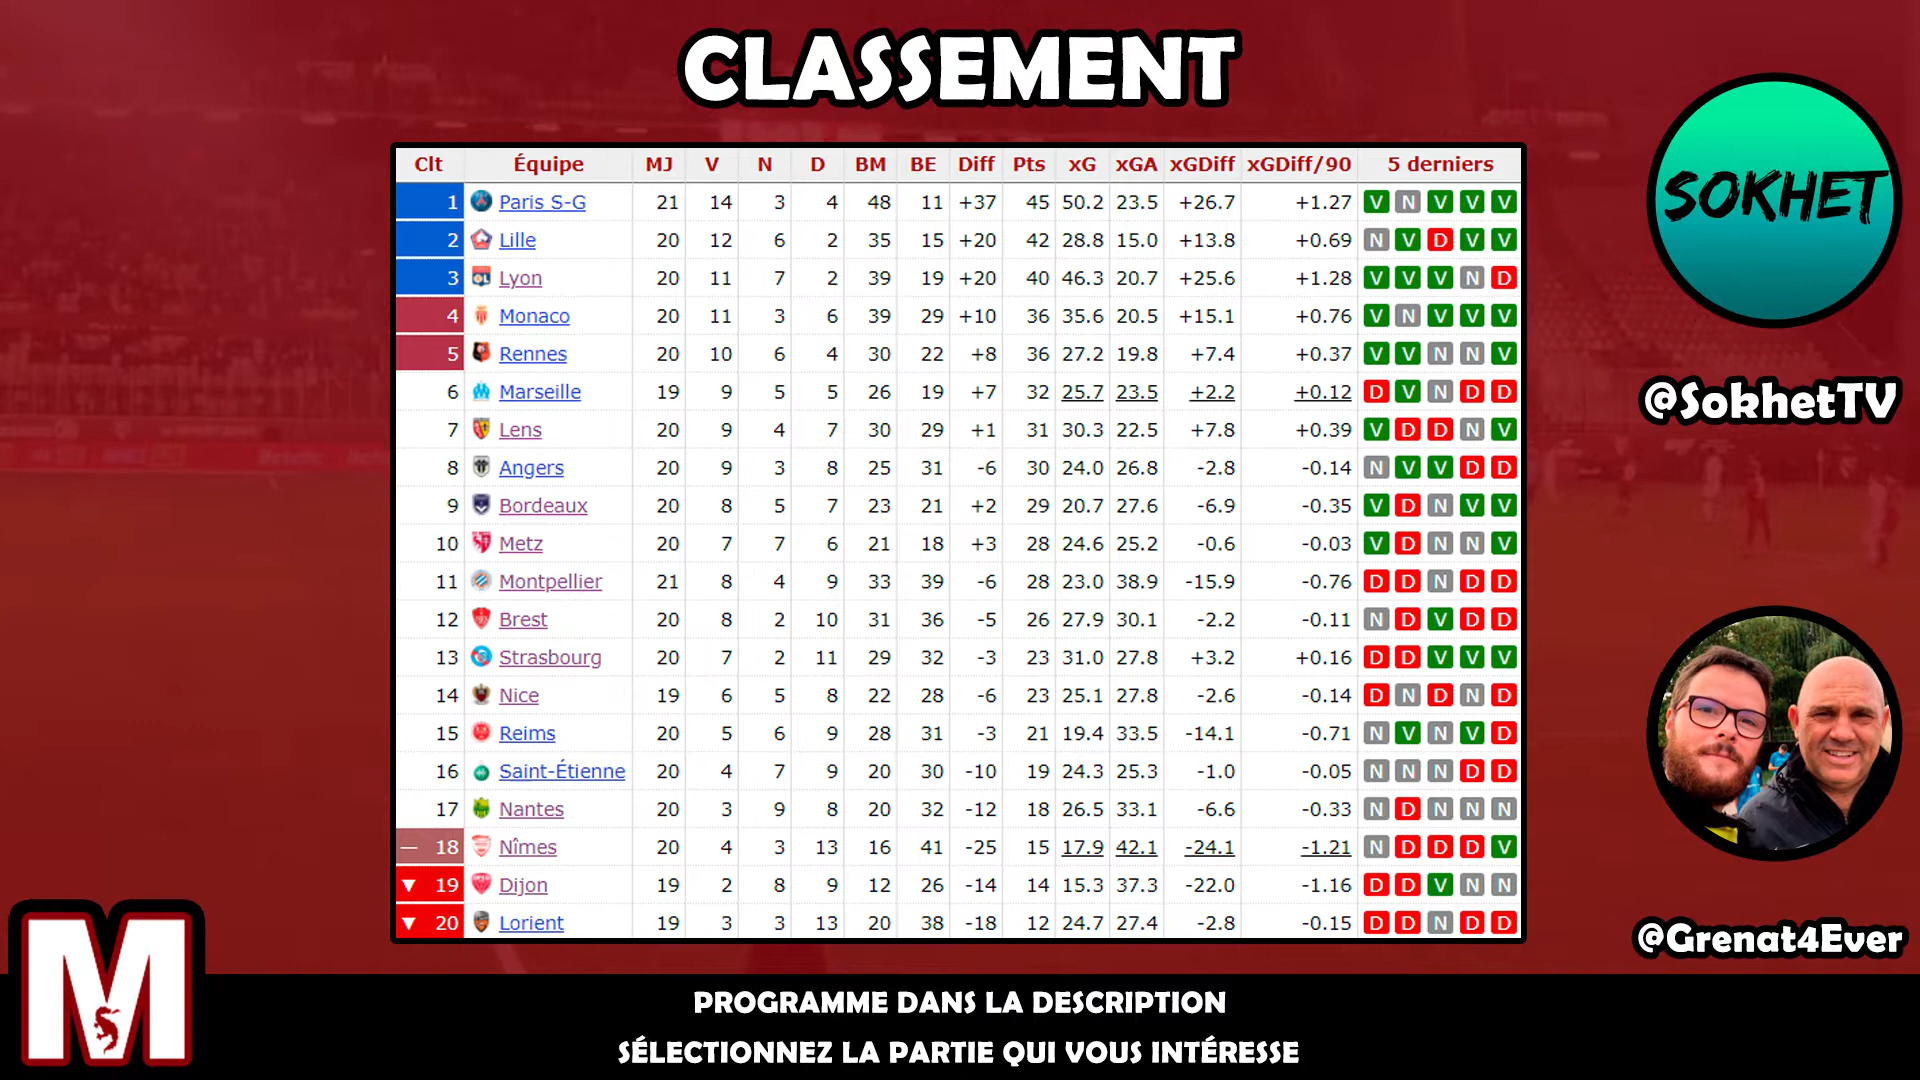 CLASSEMENT
Clt Équipe MJ V N D BM BE Diff Pts xG xGA xGDiff xGDiff/90 5 derniers
1 Paris S-G 21 14 3 4 48 11 +37 45 50.2 23.5 +26.7 +1.27 V N V V V
2 Lille 20 12 6 2 35 15 +20 42 28.8 15.0 +13.8 +0.69 N V D V V
3 Lyon 20 11 7 2 39 19 +20 40 46.3 20.7 +25.6 +1.28 V V V N D
4 Monaco 20 11 3 6 39 29 +10 36 35.6 20.5 +15.1 +0.76 V N V V V
5 Rennes 20 10 6 4 30 22 +8 36 27.2 19.8 +7.4 +0.37 V V N N V
6 Marseille 19 9 5 5 26 19 +7 32 25.7 23.5 +2.2 +0.12 D V N D D
7 Lens 20 9 4 7 30 29 +1 31 30.3 22.5 +7.8 +0.39 V D D N V
8 Angers 20 9 3 8 25 31 -6 30 24.0 26.8 -2.8 -0.14 N V V D D
9 Bordeaux 20 8 5 7 23 21 +2 29 20.7 27.6 -6.9 -0.35 V D N V V
10 Metz 20 7 7 6 21 18 +3 28 24.6 25.2 -0.6 -0.03 V D N N V
11 Montpellier 21 8 4 9 33 39 -6 28 23.0 38.9 -15.9 -0.76 D D N D D
12 Brest 20 8 2 10 31 36 -5 26 27.9 30.1 -2.2 -0.11 N D V D D
13 Strasbourg 20 7 2 11 29 32 -3 23 31.0 27.8 +3.2 +0.16 D D V V V
14 Nice 19 6 5 8 22 28 -6 23 25.1 27.8 -2.6 -0.14 D N D N D
15 Reims 20 5 6 9 28 31 -3 21 19.4 33.5 -14.1 -0.71 N V N V D
16 Saint-Étienne 20 4 7 9 20 30 -10 19 24.3 25.3 -1.0 -0.05 N N N D D
17 Nantes 20 3 9 8 20 32 -12 18 26.5 33.1 -6.6 -0.33 N D N N N
— 18 Nîmes 20 4 3 13 16 41 -25 15 17.9 42.1 -24.1 -1.21 N D D D V
▼ 19 Dijon 19 2 8 9 12 26 -14 14 15.3 37.3 -22.0 -1.16 D D V N N
▼ 20 Lorient 19 3 3 13 20 38 -18 12 24.7 27.4 -2.8 -0.15 D D N D D
SOKHET
@SokhetTV
@Grenat4Ever
M
PROGRAMME DANS LA DESCRIPTION
SÉLECTIONNEZ LA PARTIE QUI VOUS INTÉRESSE